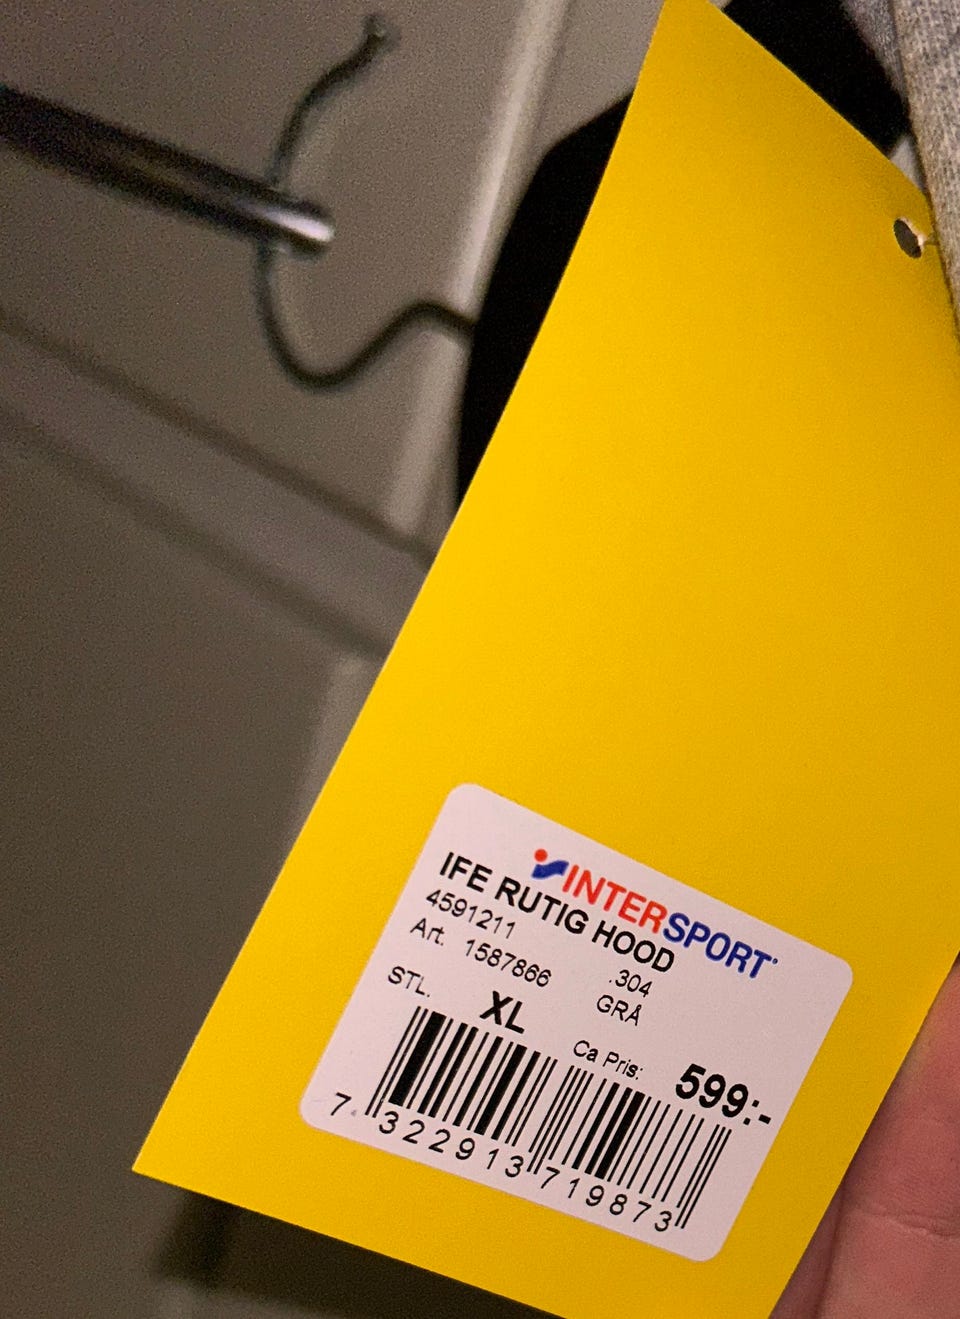 INTERSPORT
IFE RUTIG HOOD
4591211 .304
Art. 1587866 GRÅ
STL. XL Ca Pris: 599:-
7 322913 719873